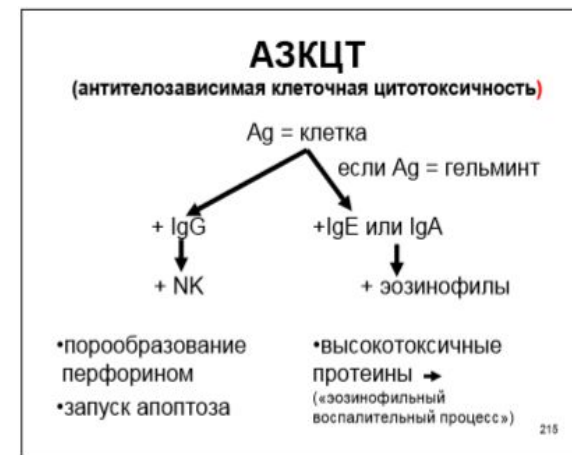 АЗКЦТ
(антителозависимая клеточная цитотоксичность)
Ag = клетка
если Ag = гельминт
+ IgG
+IgE или IgA
+ NK
+ эозинофилы
•порообразование
перфорином
•запуск апоптоза
•высокотоксичные
протеины →
(«эозинофильный
воспалительный процесс»)
215